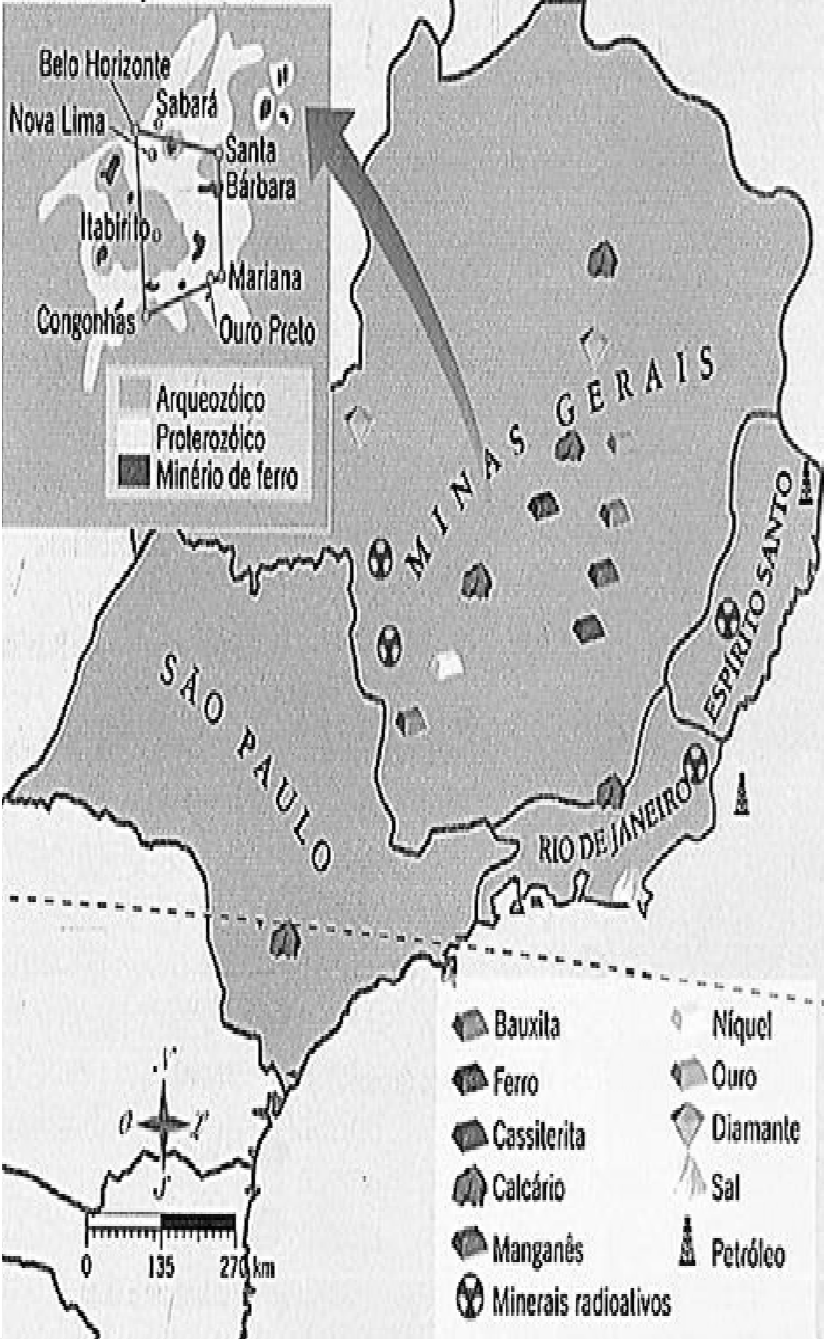 Belo Horizonte
Sabará
Nova Lima
Santa
Bárbara
Itabirito
Mariana
Congonhás
Ouro Preto
Arqueozóico
Proterozóico
Minério de ferro
MINAS GERAIS
ESPÍRITO SANTO
SÃO PAULO
RIO DE JANEIRO
N
O L
S
0 135 270 km
Bauxita
Ferro
Cassiterita
Calcário
Manganês
Minerais radioativos
Níquel
Ouro
Diamante
Sal
Petróleo